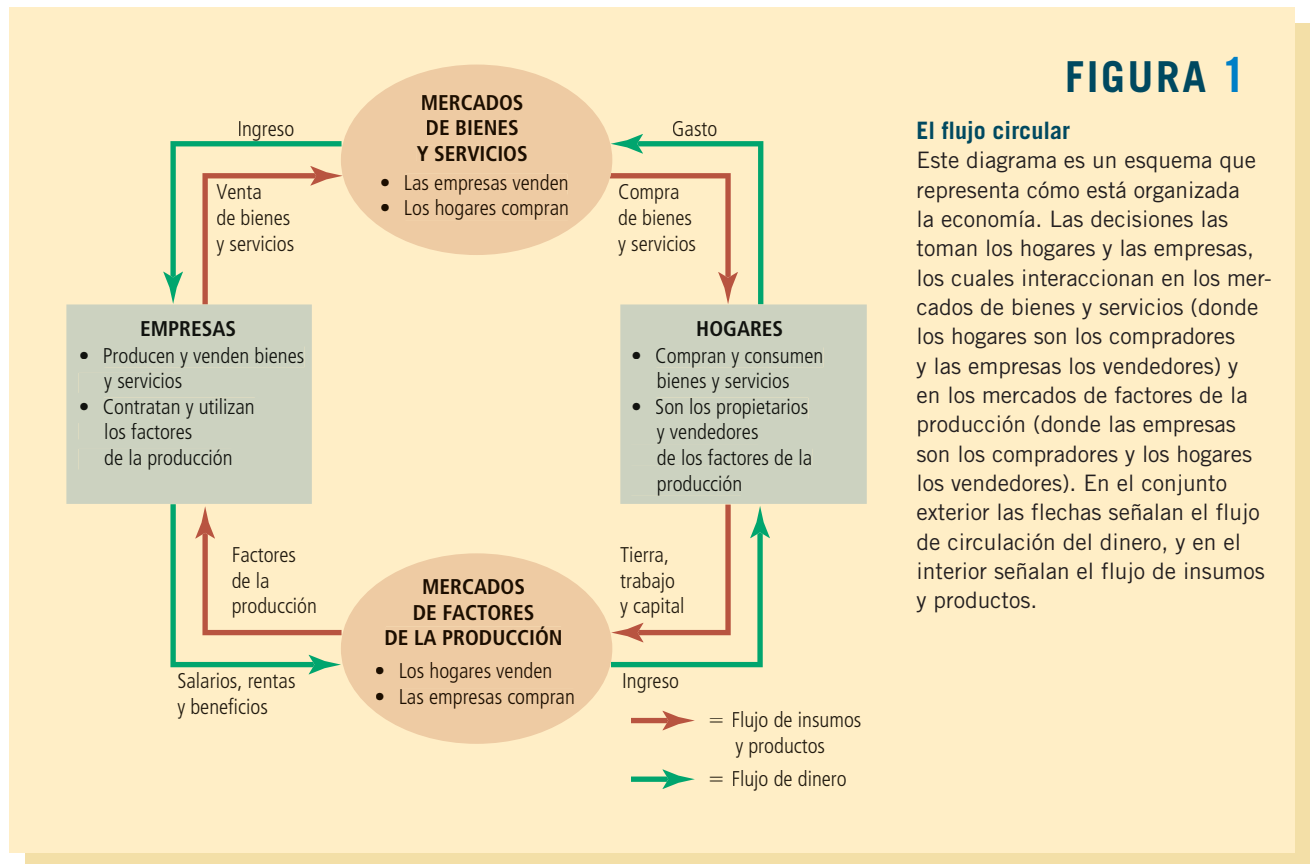 FIGURA 1
El flujo circular
Este diagrama es un esquema que
representa cómo está organizada
la economía. Las decisiones las
toman los hogares y las empresas,
los cuales interaccionan en los mer-
cados de bienes y servicios (donde
los hogares son los compradores
y las empresas los vendedores) y
en los mercados de factores de la
producción (donde las empresas
son los compradores y los hogares
los vendedores). En el conjunto
exterior las flechas señalan el flujo
de circulación del dinero, y en el
interior señalan el flujo de insumos
y productos.
MERCADOS
DE BIENES
Y SERVICIOS
• Las empresas venden
• Los hogares compran
Ingreso
Gasto
Venta
de bienes
y servicios
Compra
de bienes
y servicios
EMPRESAS
• Producen y venden bienes
y servicios
• Contratan y utilizan
los factores
de la producción
HOGARES
• Compran y consumen
bienes y servicios
• Son los propietarios
y vendedores
de los factores de la
producción
Factores
de la
producción
Tierra,
trabajo
y capital
MERCADOS
DE FACTORES
DE LA PRODUCCIÓN
• Los hogares venden
• Las empresas compran
Salarios, rentas
y beneficios
Ingreso
= Flujo de insumos
y productos
= Flujo de dinero